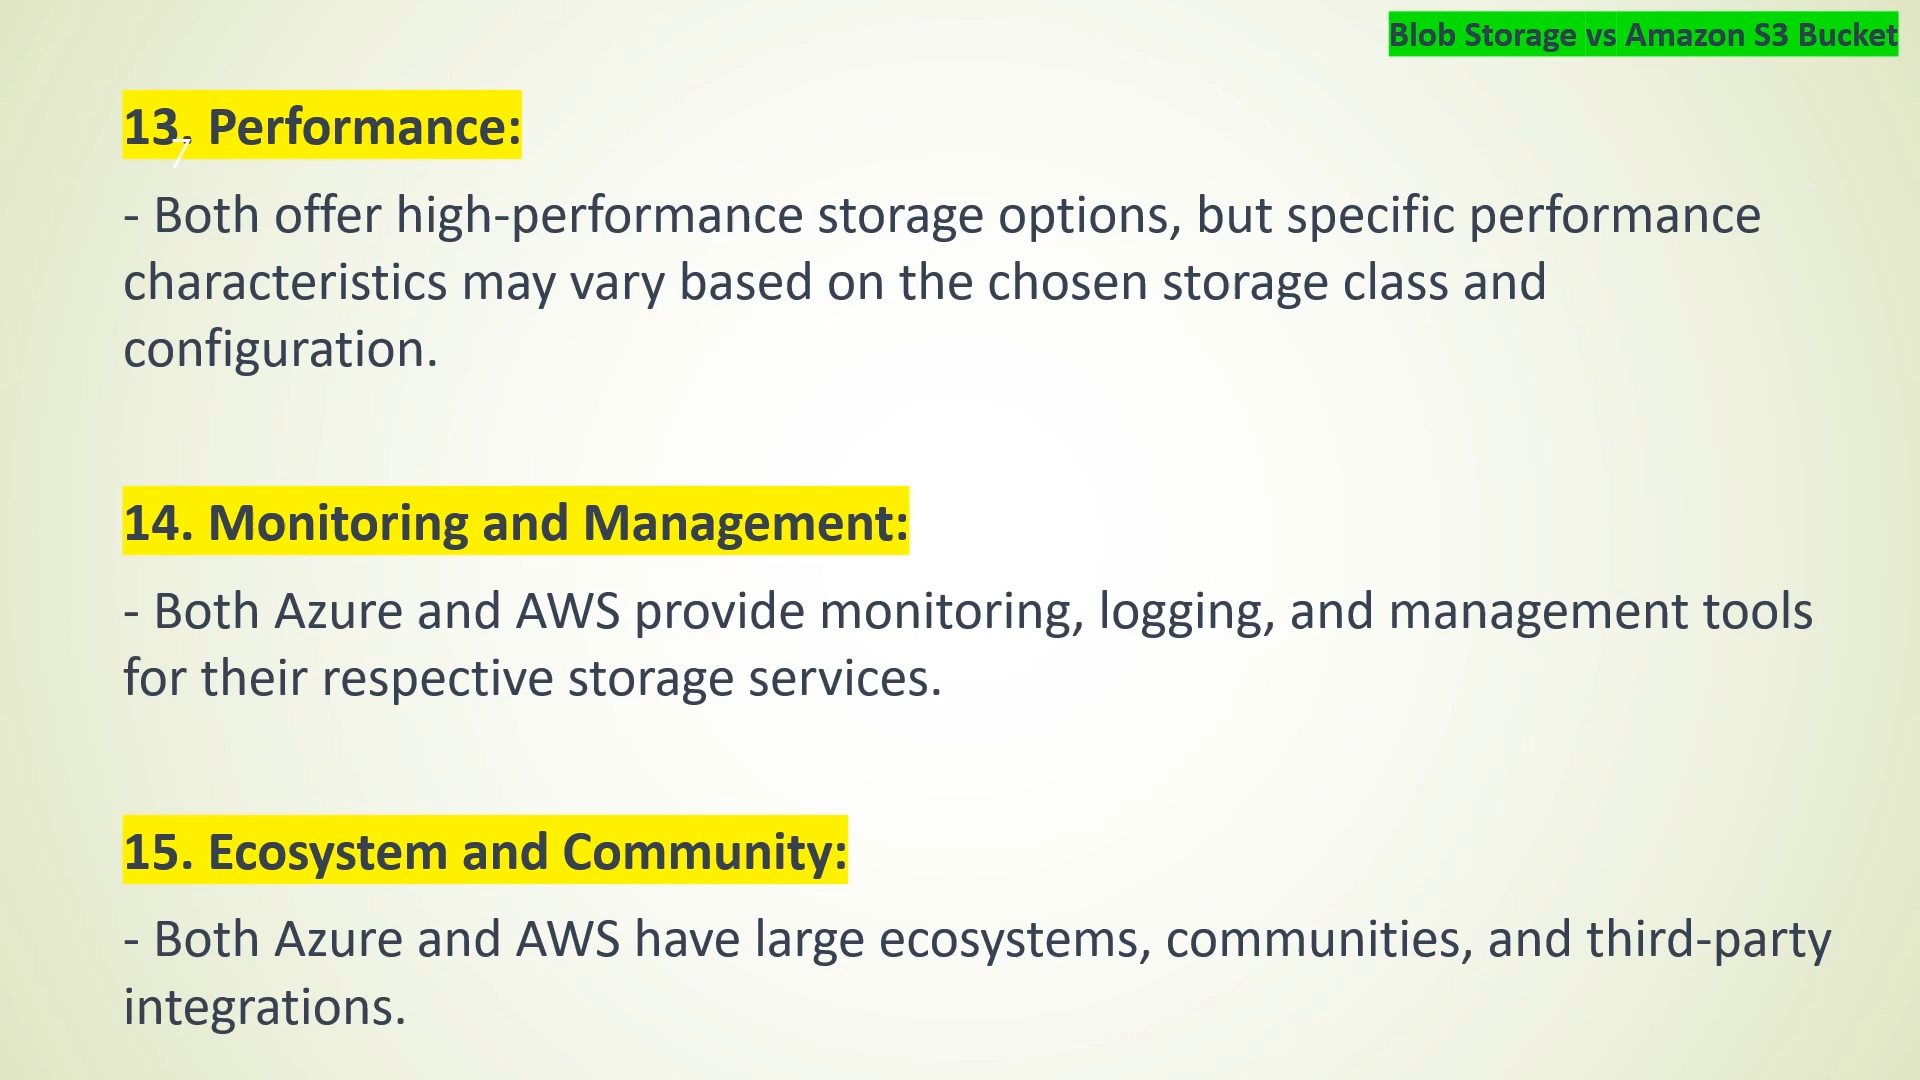 Blob Storage vs Amazon S3 Bucket
13. Performance:
7
- Both offer high-performance storage options, but specific performance
characteristics may vary based on the chosen storage class and
configuration.
14. Monitoring and Management:
- Both Azure and AWS provide monitoring, logging, and management tools
for their respective storage services.
15. Ecosystem and Community:
- Both Azure and AWS have large ecosystems, communities, and third-party
integrations.